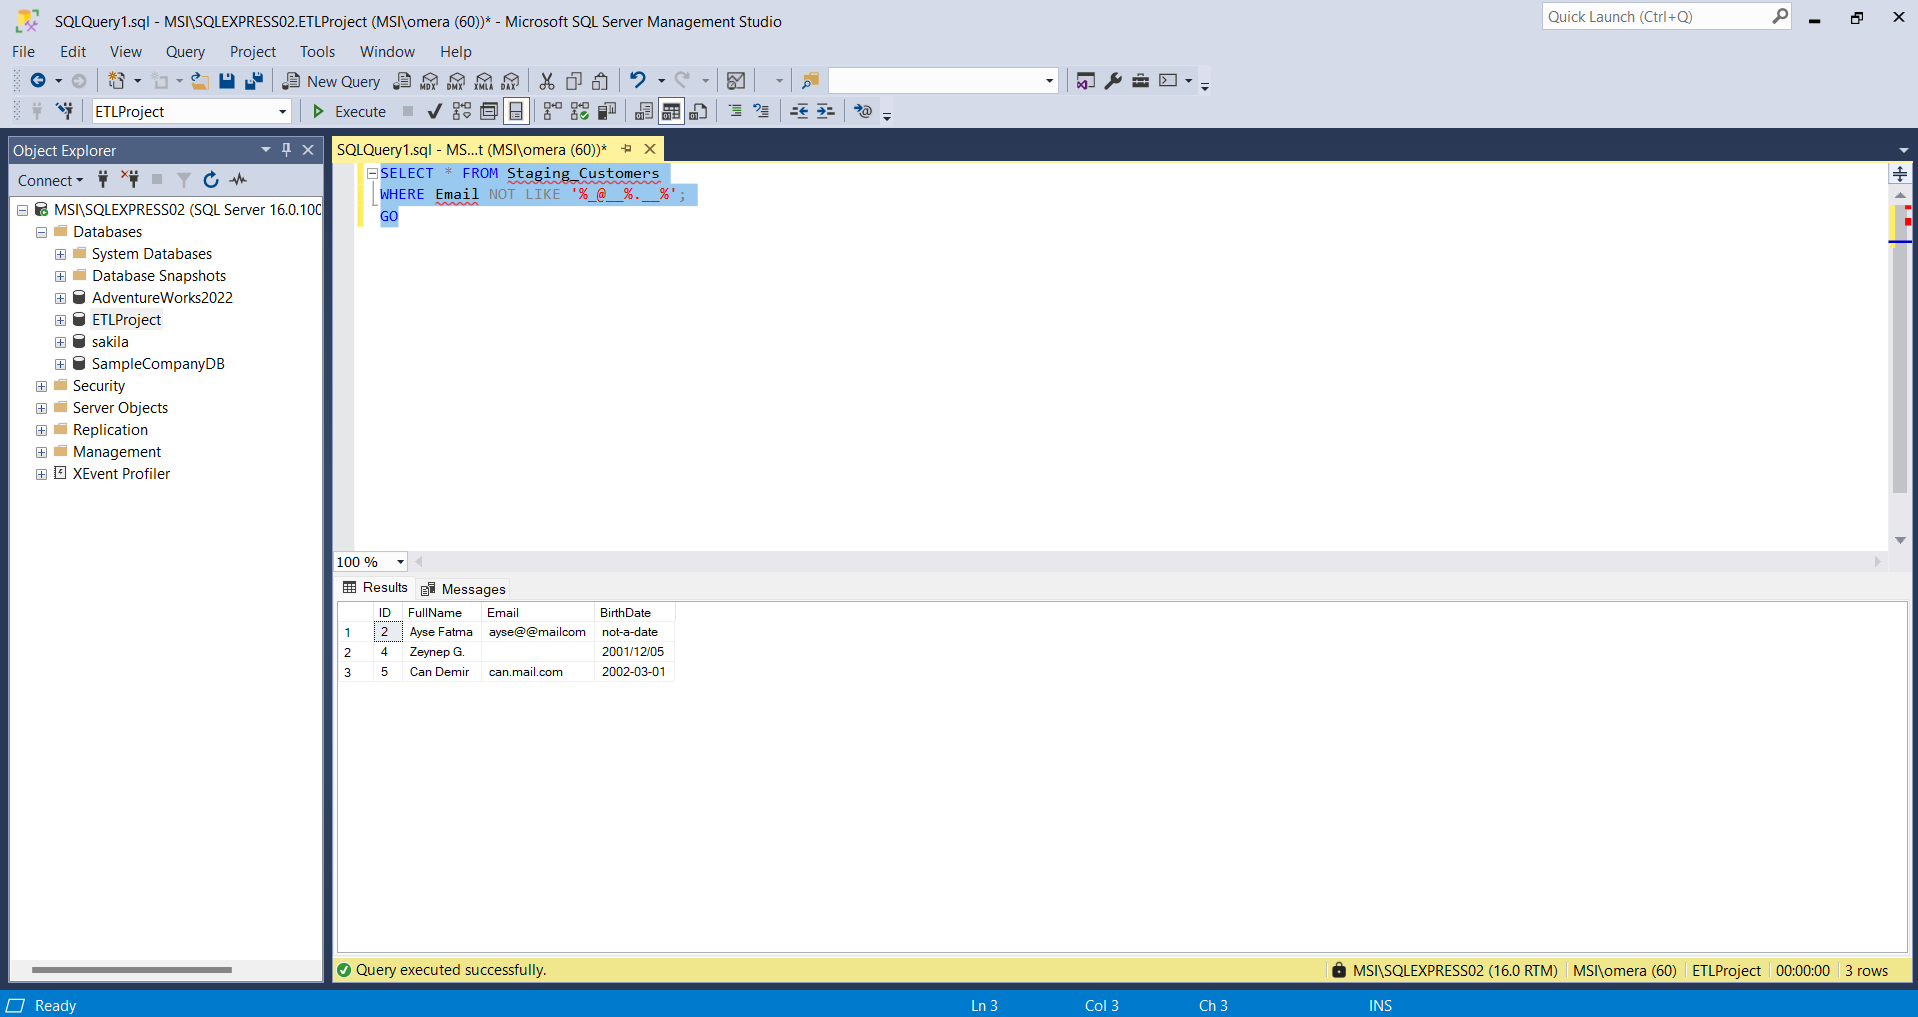 SQLQuery1.sql - MSI\SQLEXPRESS02.ETLProject (MSI\omera (60))* - Microsoft SQL Server Management Studio
Quick Launch (Ctrl+Q)
File Edit View Query Project Tools Window Help
New Query MDX DMX XMLA DAX
ETLProject Execute
Object Explorer
SQLQuery1.sql - MS...t (MSI\omera (60))*
Connect
MSI\SQLEXPRESS02 (SQL Server 16.0.100
Databases
System Databases
Database Snapshots
AdventureWorks2022
ETLProject
sakila
SampleCompanyDB
Security
Server Objects
Replication
Management
XEvent Profiler
SELECT * FROM Staging_Customers
WHERE Email NOT LIKE '%_@__%.__%';
GO
100 %
Results Messages
ID FullName Email BirthDate
1 2 Ayse Fatma ayse@@mailcom not-a-date
2 4 Zeynep G. 2001/12/05
3 5 Can Demir can.mail.com 2002-03-01
Query executed successfully. MSI\SQLEXPRESS02 (16.0 RTM) MSI\omera (60) ETLProject 00:00:00 3 rows
Ready Ln 3 Col 3 Ch 3 INS